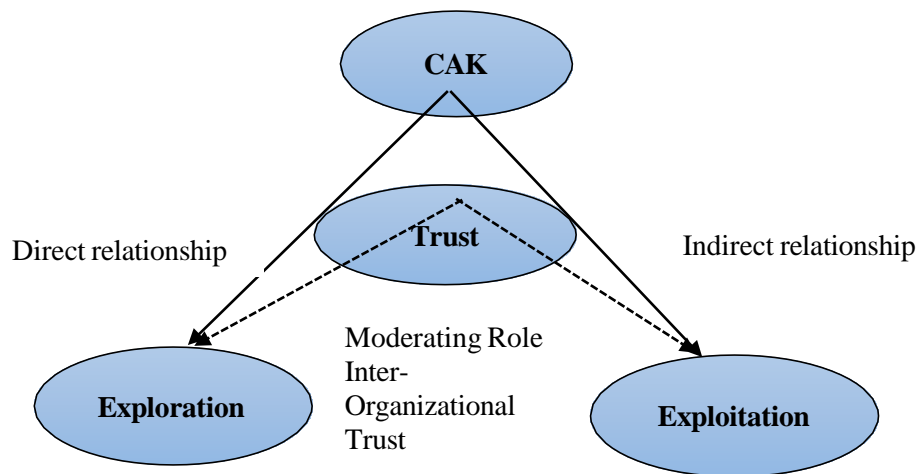 CAK
Trust
Direct relationship
Indirect relationship
Moderating Role
Inter-
Organizational
Trust
Exploration
Exploitation